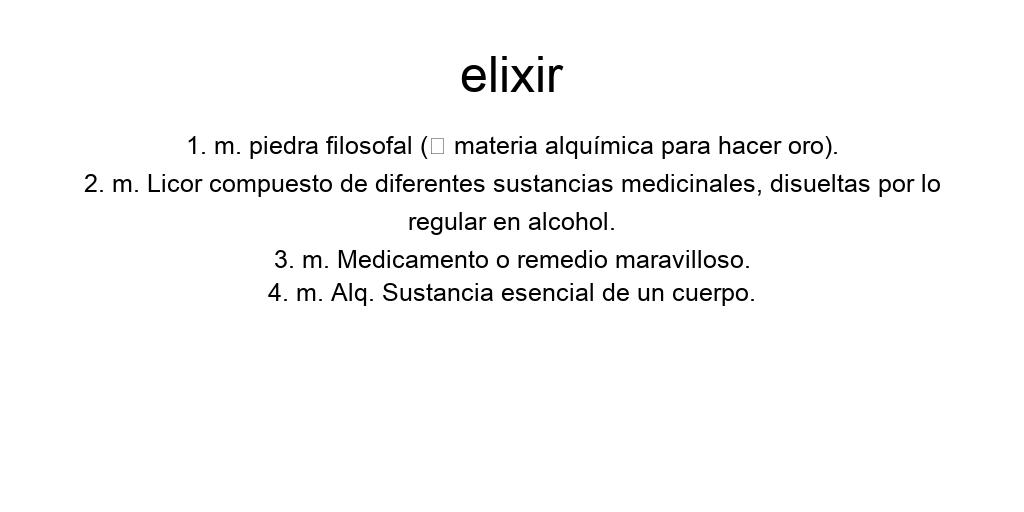 elixir
1. m. piedra filosofal (□ materia alquímica para hacer oro).
2. m. Licor compuesto de diferentes sustancias medicinales, disueltas por lo
regular en alcohol.
3. m. Medicamento o remedio maravilloso.
4. m. Alq. Sustancia esencial de un cuerpo.